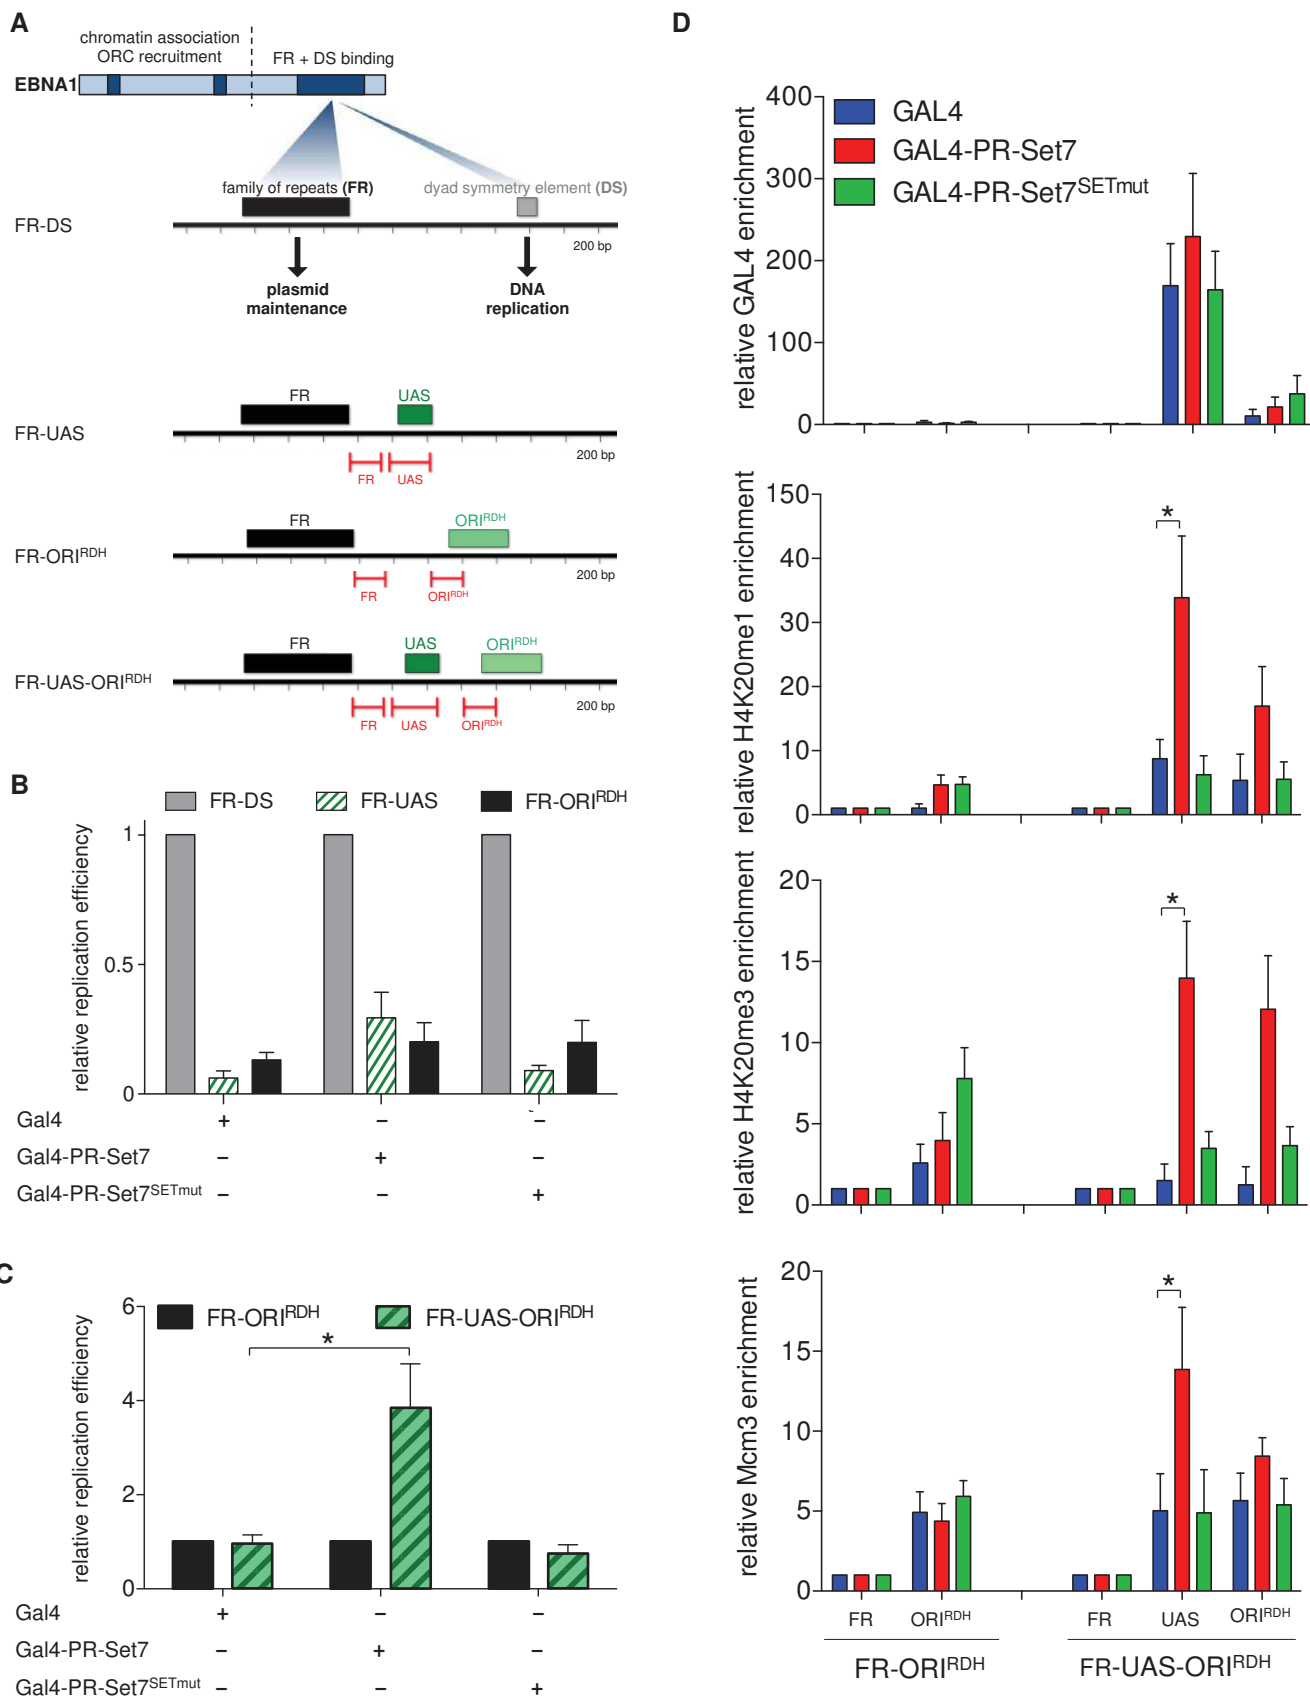 A
chromatin association
ORC recruitment
FR + DS binding
EBNA1
family of repeats (FR)
dyad symmetry element (DS)
FR-DS
200 bp
plasmid
maintenance
DNA
replication
FR
UAS
FR-UAS
200 bp
FR
UAS
FR
ORIRDH
FR-ORIRDH
200 bp
FR
ORIRDH
FR
UAS
ORIRDH
FR-UAS-ORIRDH
200 bp
FR
UAS
ORIRDH
B
FR-DS
FR-UAS
FR-ORIRDH
relative replication efficiency
1
0.5
0
Gal4 + – –
Gal4-PR-Set7 – + –
Gal4-PR-Set7SETmut – – +
C
FR-ORIRDH
FR-UAS-ORIRDH
*
relative replication efficiency
6
4
2
0
Gal4 + – –
Gal4-PR-Set7 – + –
Gal4-PR-Set7SETmut – – +
D
GAL4
GAL4-PR-Set7
GAL4-PR-Set7SETmut
relative GAL4 enrichment
400
300
200
100
0
relative H4K20me1 enrichment
150
40
30
20
10
0
*
relative H4K20me3 enrichment
20
15
10
5
0
*
relative Mcm3 enrichment
20
15
10
5
0
*
FR
ORIRDH
FR
UAS
ORIRDH
FR-ORIRDH
FR-UAS-ORIRDH